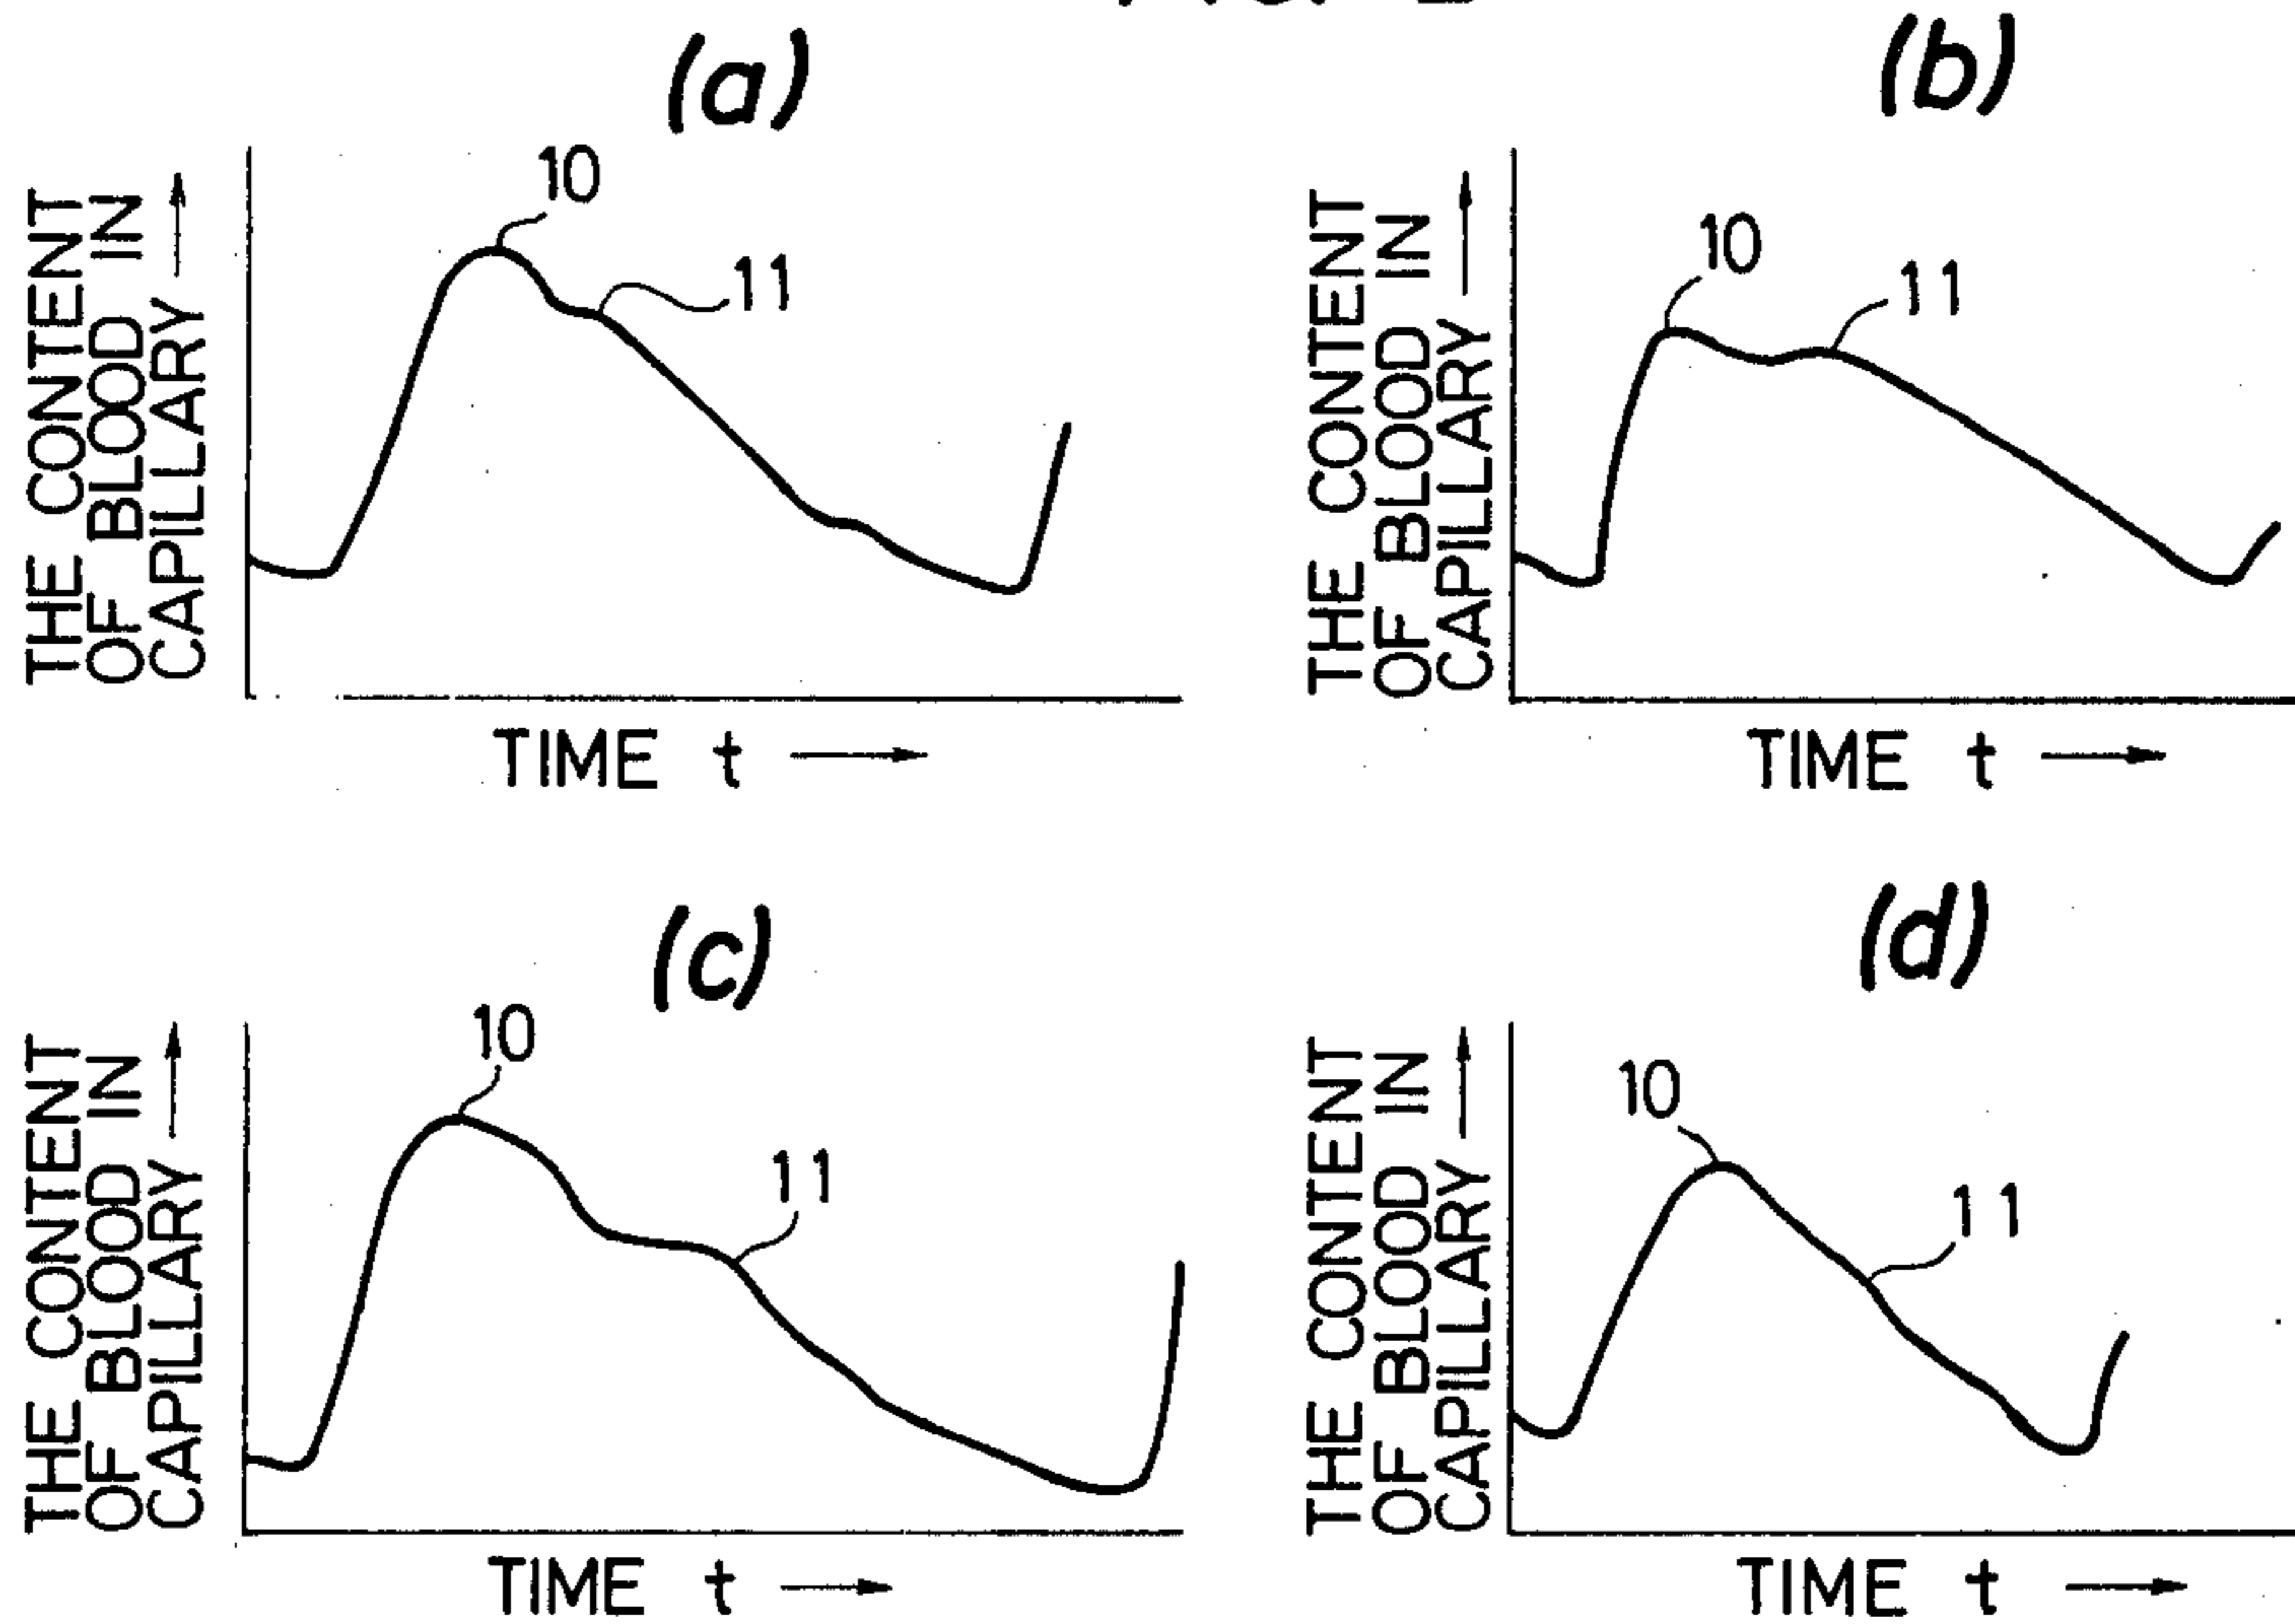 (a)
THE CONTENT
OF BLOOD IN
CAPILLARY
10
11
TIME t
(b)
THE CONTENT
OF BLOOD IN
CAPILLARY
10
11
TIME t
(c)
THE CONTENT
OF BLOOD IN
CAPILLARY
10
11
TIME t
(d)
THE CONTENT
OF BLOOD IN
CAPILLARY
10
11
TIME t